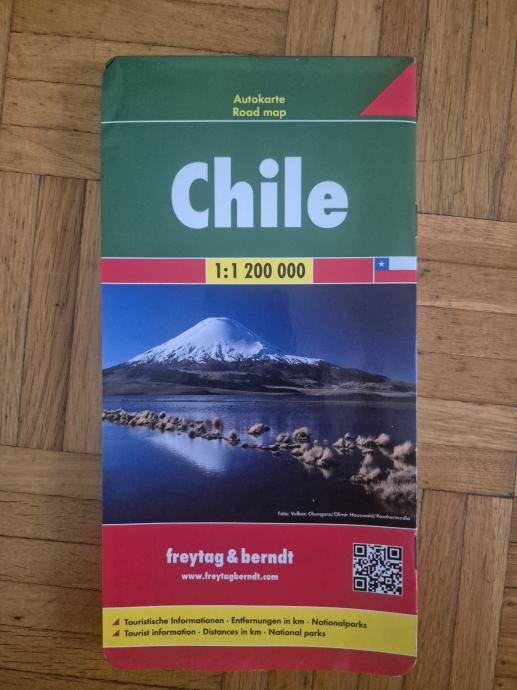 Autokarte
Road map
Chile
1:1 200 000
Foto: Vulkan Chungara/Oliver Hauswald/Panthermedia
freytag & berndt
www.freytagberndt.com
Touristische Informationen · Entfernungen in km · Nationalparks
Tourist information · Distances in km · National parks